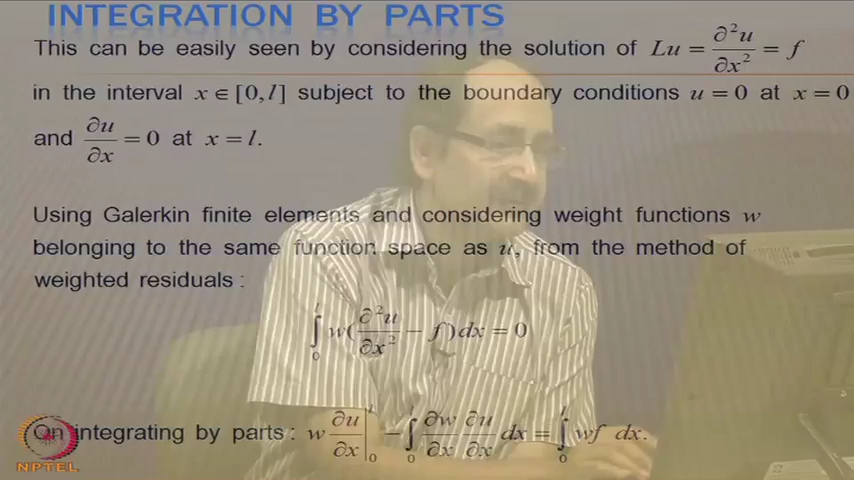 INTEGRATION BY PARTS
This can be easily seen by considering the solution of Lu = ∂²u/∂x² = f
in the interval x ∈ [0, l] subject to the boundary conditions u = 0 at x = 0
and ∂u/∂x = 0 at x = l.
Using Galerkin finite elements and considering weight functions w
belonging to the same function space as u, from the method of
weighted residuals :
∫₀ˡ w(∂²u/∂x² − f)dx = 0
On integrating by parts : w ∂u/∂x |₀ˡ − ∫₀ˡ ∂w/∂x ∂u/∂x dx = ∫₀ˡ wf dx.
NPTEL